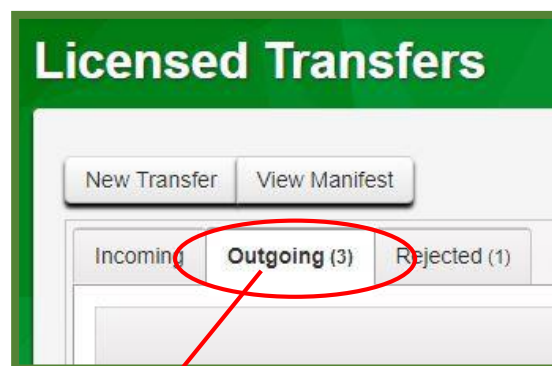 Licensed Transfers
New Transfer View Manifest
Incoming Outgoing (3) Rejected (1)